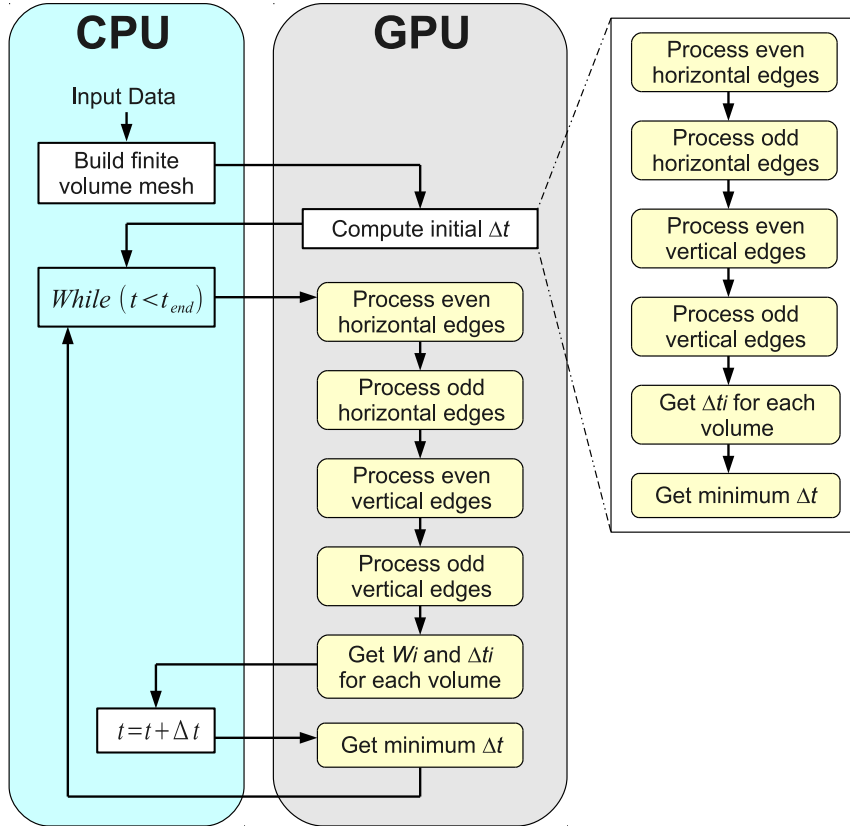 CPU
GPU
Input Data
Build finite
volume mesh
Compute initial Δt
While (t<t_end)
Process even
horizontal edges
Process odd
horizontal edges
Process even
vertical edges
Process odd
vertical edges
Get Wi and Δti
for each volume
t=t+Δt
Get minimum Δt
Process even
horizontal edges
Process odd
horizontal edges
Process even
vertical edges
Process odd
vertical edges
Get Δti for each
volume
Get minimum Δt